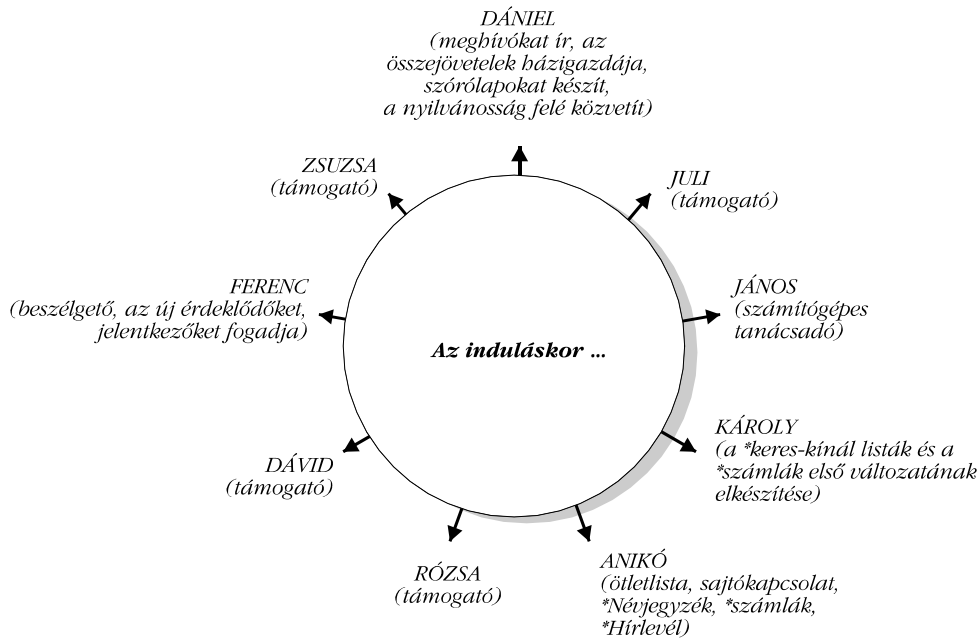 DÁNIEL
(meghívókat ír, az
összejövetelek házigazdája,
szórólapokat készít,
a nyilvánosság felé közvetít)
ZSUZSA
(támogató)
JULI
(támogató)
FERENC
(beszélgető, az új érdeklődőket,
jelentkezőket fogadja)
JÁNOS
(számítógépes
tanácsadó)
Az induláskor ...
KÁROLY
(a *keres-kínál listák és a
*számlák első változatának
elkészítése)
DÁVID
(támogató)
RÓZSA
(támogató)
ANIKÓ
(ötletlista, sajtókapcsolat,
*Névjegyzék, *számlák,
*Hírlevél)